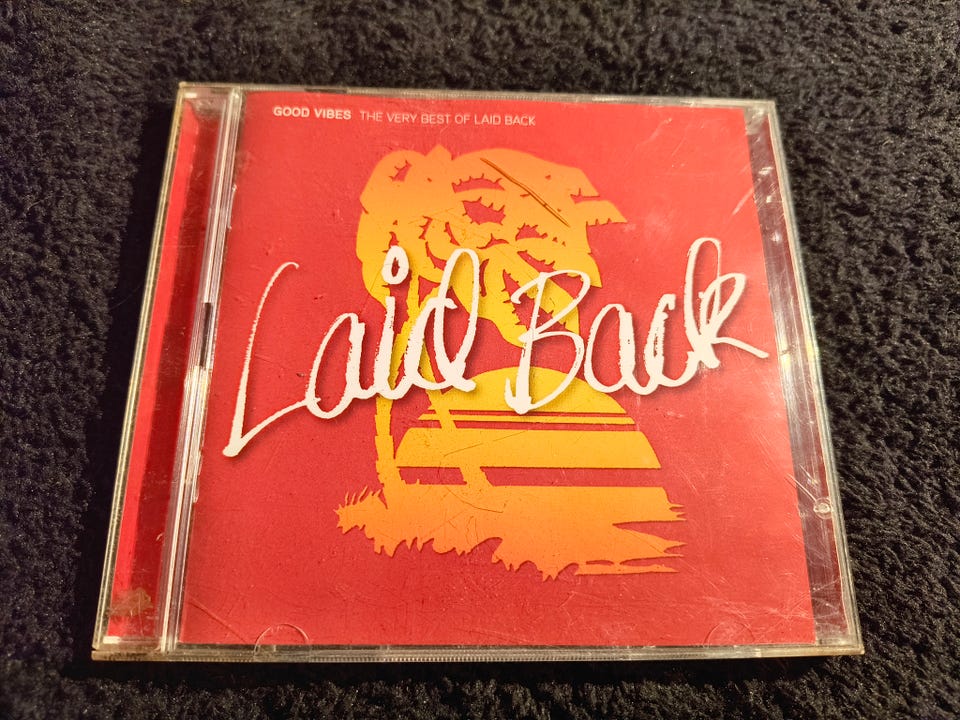 GOOD VIBES THE VERY BEST OF LAID BACK
Laid Back